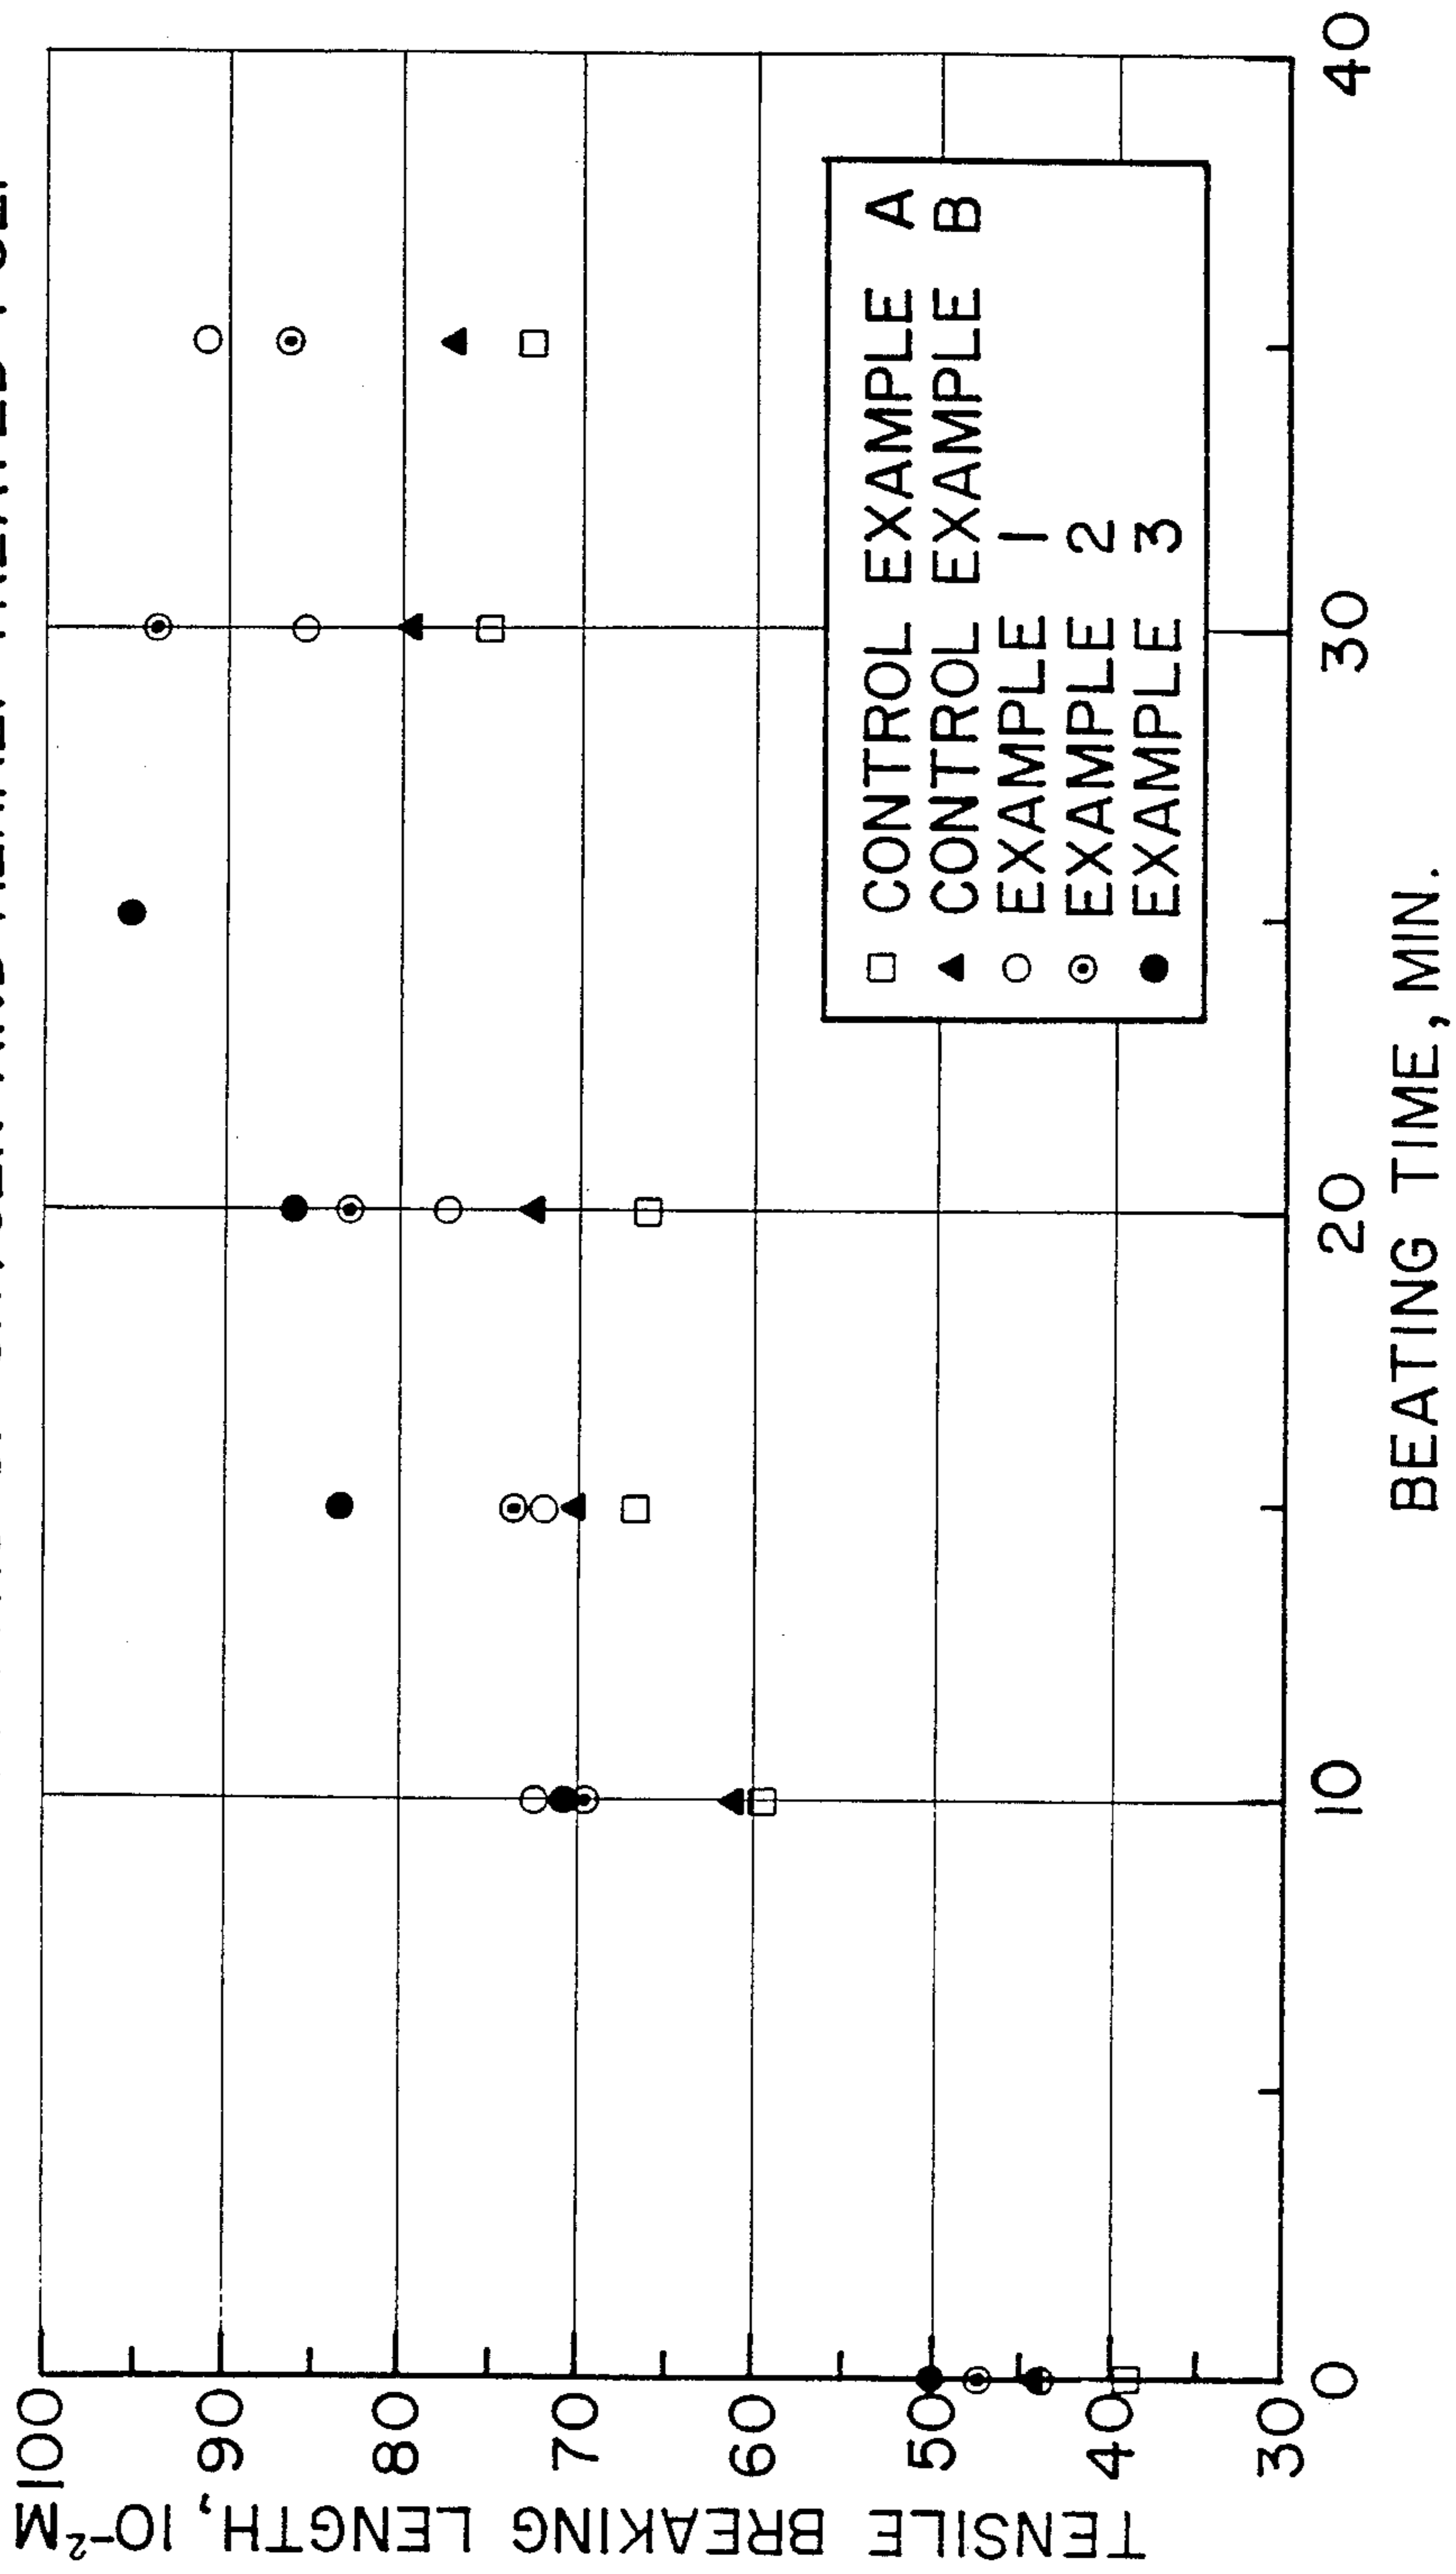 TENSILE BREAKING LENGTH, 10⁻²M
100
90
80
70
60
50
40
30
0
10
20
30
40
BEATING TIME, MIN.
□ CONTROL EXAMPLE A
▲ CONTROL EXAMPLE B
○ EXAMPLE 1
⊙ EXAMPLE 2
● EXAMPLE 3